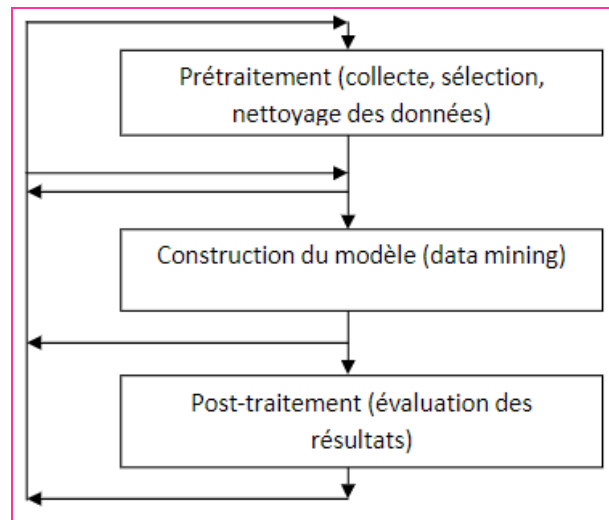 Prétraitement (collecte, sélection,
nettoyage des données)
Construction du modèle (data mining)
Post-traitement (évaluation des
résultats)